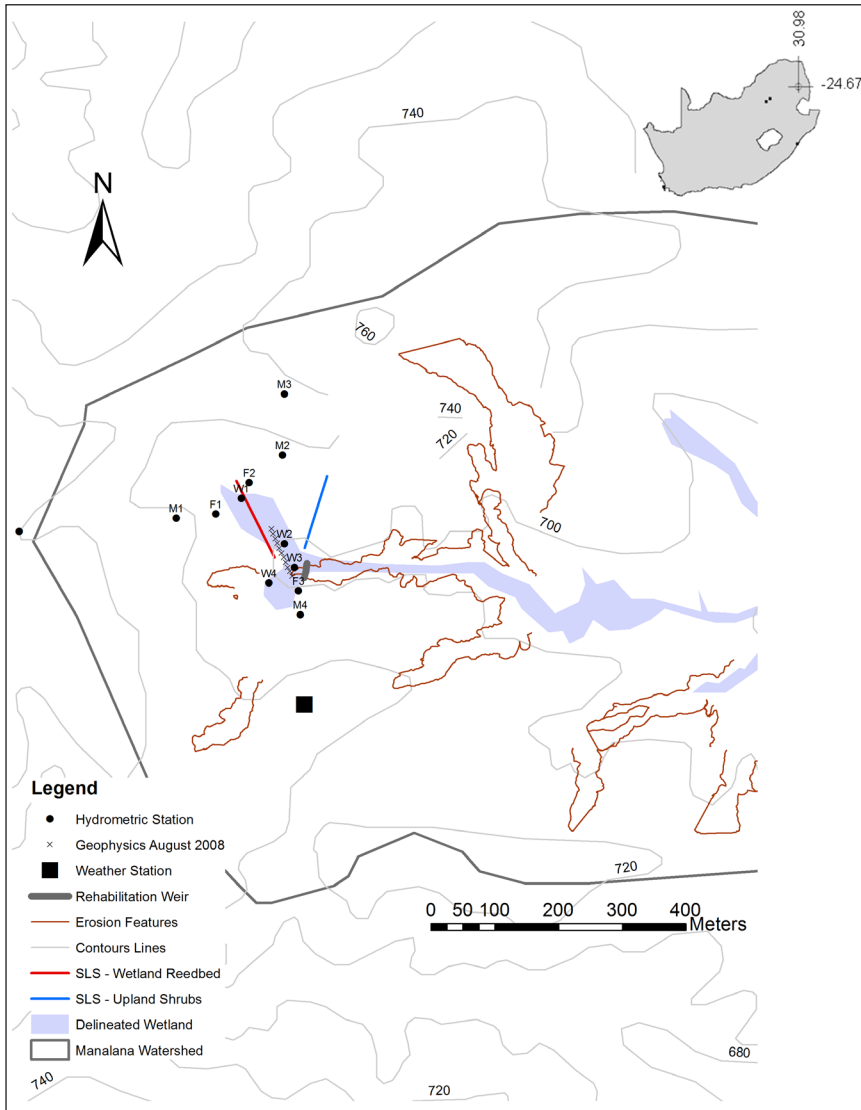 30.98
-24.67
740
N
760
M3
740
720
M2
F2
W1
M1
F1
700
W2
W3
W4
F3
M4
Legend
Hydrometric Station
Geophysics August 2008
Weather Station
Rehabilitation Weir
Erosion Features
Contours Lines
SLS - Wetland Reedbed
SLS - Upland Shrubs
Delineated Wetland
Manalana Watershed
720
0 50 100 200 300 400
Meters
680
740
720